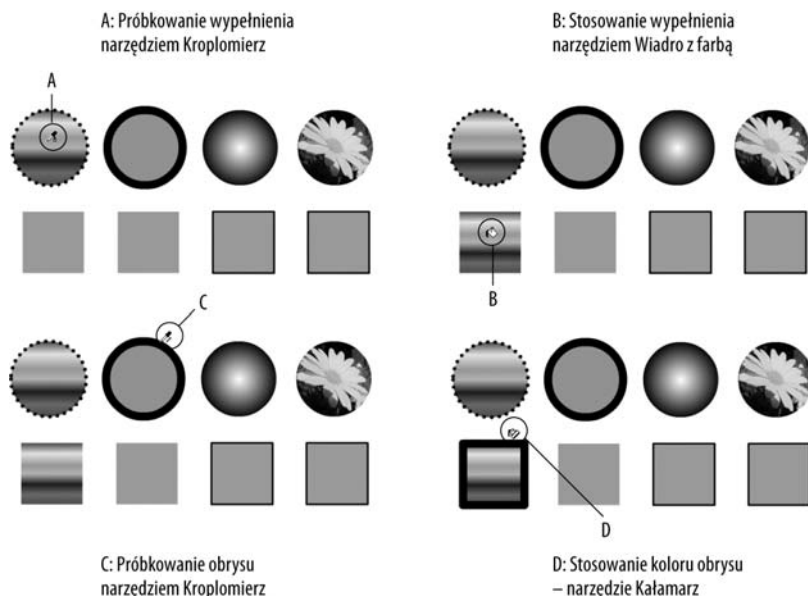 A: Próbkowanie wypełnienia
narzędziem Kroplomierz
B: Stosowanie wypełnienia
narzędziem Wiadro z farbą
A
B
C
D
C: Próbkowanie obrysu
narzędziem Kroplomierz
D: Stosowanie koloru obrysu
– narzędzie Kałamarz